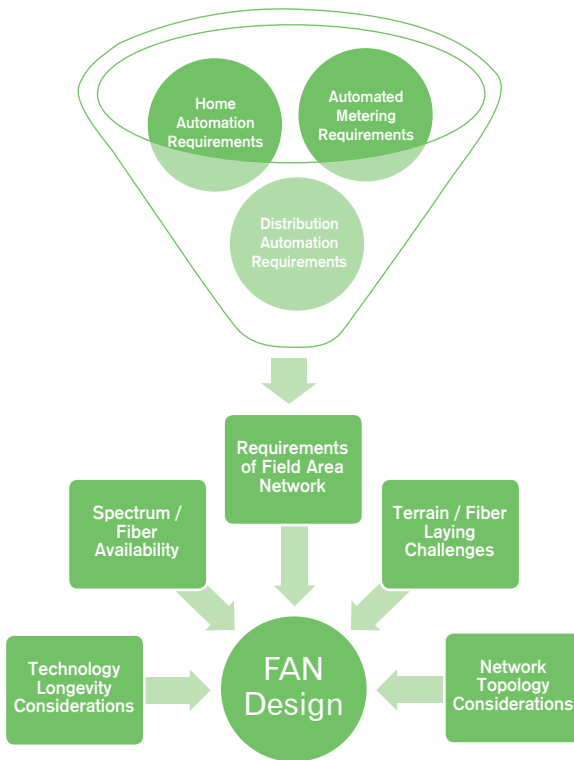 Home
Automation
Requirements
Automated
Metering
Requirements
Distribution
Automation
Requirements
Requirements
of Field Area
Network
Spectrum /
Fiber
Availability
Terrain / Fiber
Laying
Challenges
Technology
Longevity
Considerations
FAN
Design
Network
Topology
Considerations